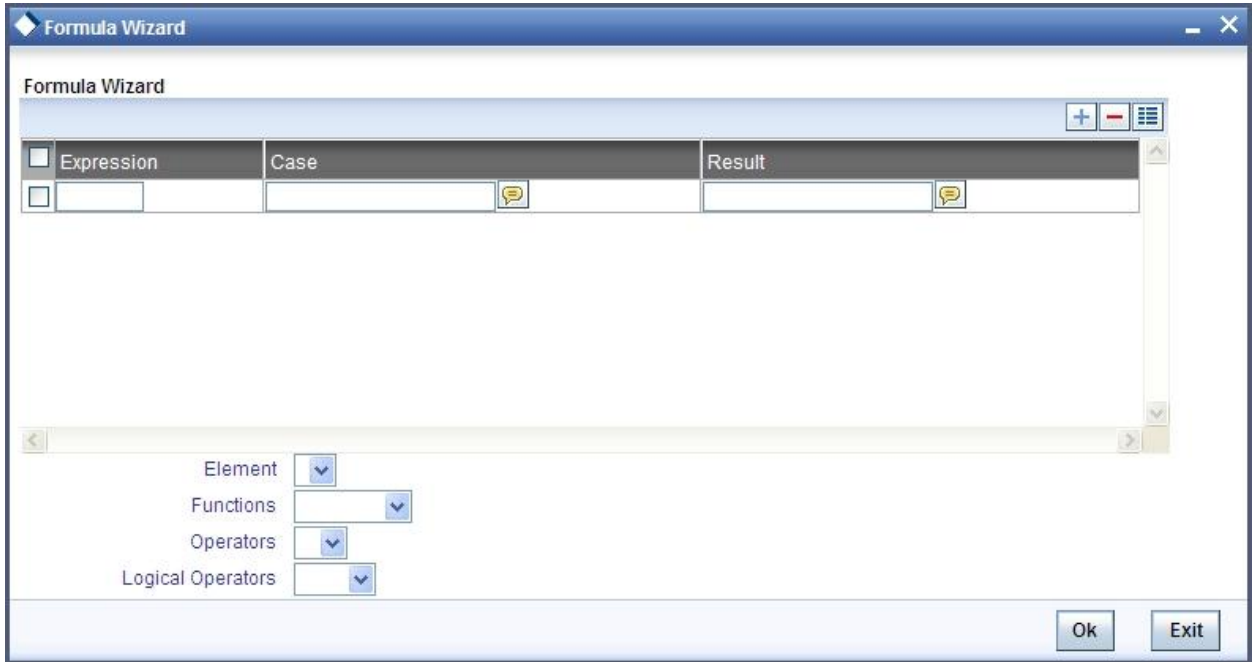 Formula Wizard
Formula Wizard
Expression Case Result
Element
Functions
Operators
Logical Operators
Ok Exit